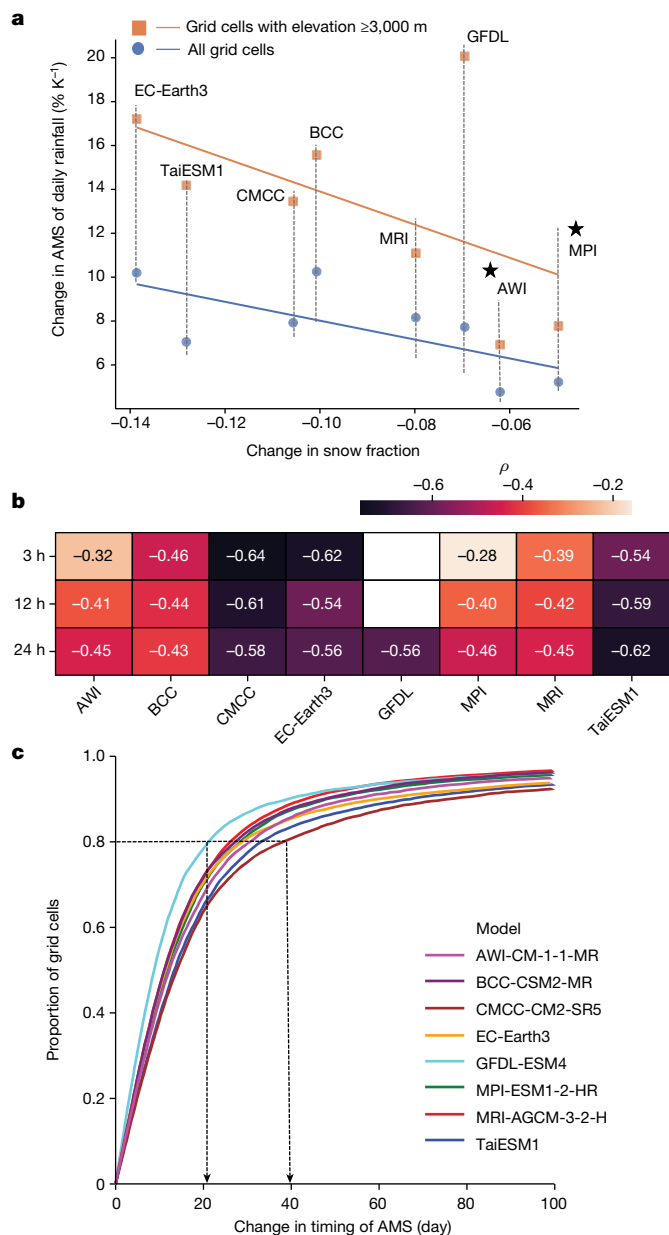 a
Grid cells with elevation ≥3,000 m
All grid cells
Change in AMS of daily rainfall (% K⁻¹)
20
18
16
14
12
10
8
6
EC-Earth3
TaiESM1
CMCC
BCC
MRI
GFDL
AWI
MPI
−0.14
−0.12
−0.10
−0.08
−0.06
Change in snow fraction
b
ρ
−0.6
−0.4
−0.2
3 h
−0.32 −0.46 −0.64 −0.62 −0.28 −0.39 −0.54
12 h
−0.41 −0.44 −0.61 −0.54 −0.40 −0.42 −0.59
24 h
−0.45 −0.43 −0.58 −0.56 −0.56 −0.46 −0.45 −0.62
AWI
BCC
CMCC
EC-Earth3
GFDL
MPI
MRI
TaiESM1
c
Proportion of grid cells
1.0
0.8
0.6
0.4
0.2
0
Model
AWI-CM-1-1-MR
BCC-CSM2-MR
CMCC-CM2-SR5
EC-Earth3
GFDL-ESM4
MPI-ESM1-2-HR
MRI-AGCM-3-2-H
TaiESM1
0
20
40
60
80
100
Change in timing of AMS (day)